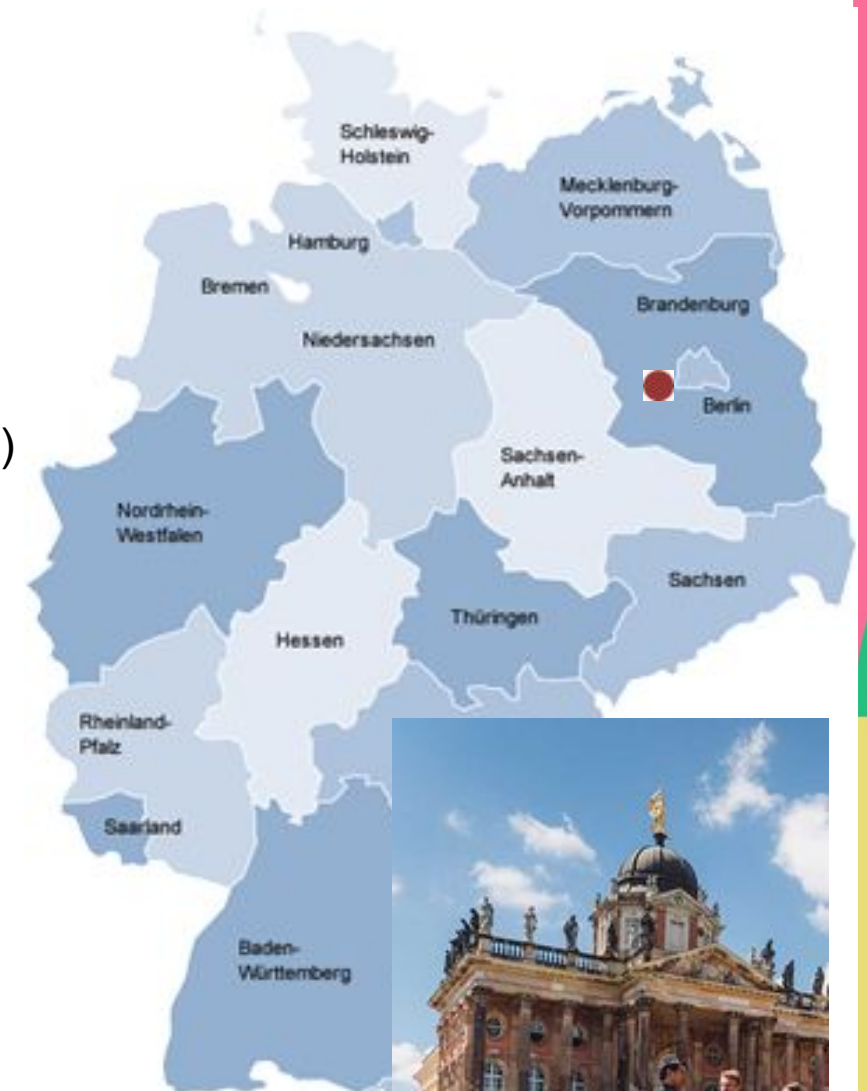 Schleswig-
Holstein
Mecklenburg-
Vorpommern
Hamburg
Bremen
Brandenburg
Niedersachsen
Berlin
)
Sachsen-
Anhalt
Nordrhein-
Westfalen
Sachsen
Thüringen
Hessen
Rheinland-
Pfalz
Saarland
Baden-
Württemberg